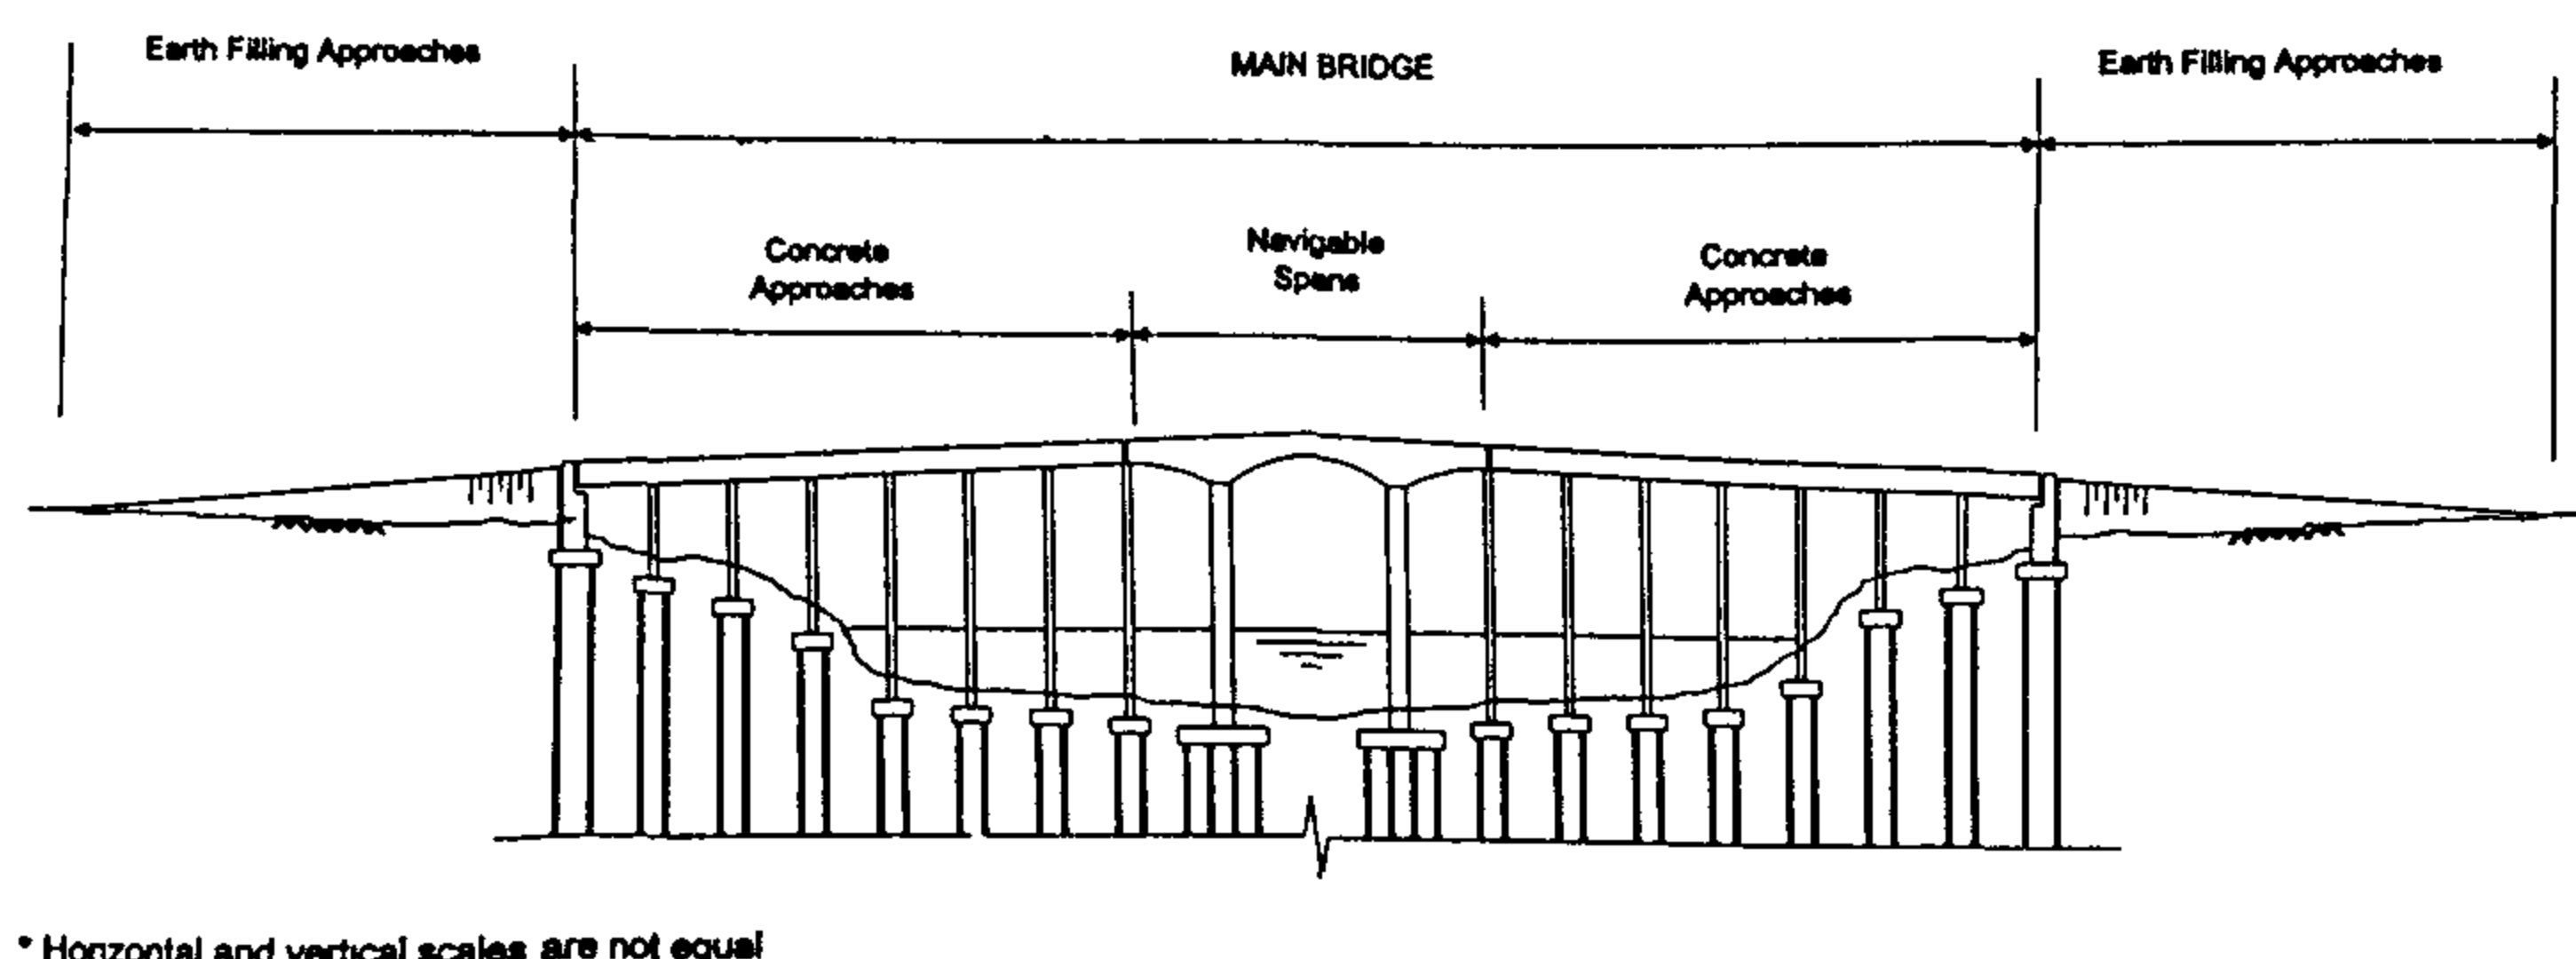 Earth Filling Approaches
MAIN BRIDGE
Earth Filling Approaches
Concrete
Approaches
Navigable
Spans
Concrete
Approaches
* Horizontal and vertical scales are not equal